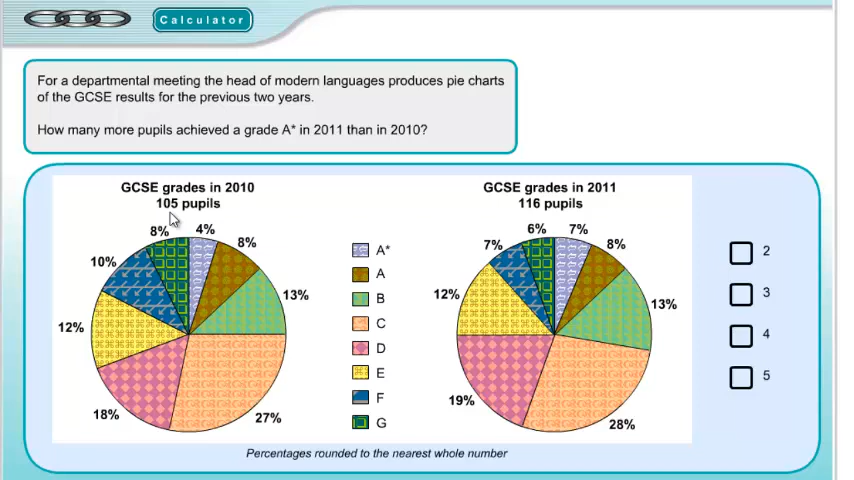 Calculator
For a departmental meeting the head of modern languages produces pie charts
of the GCSE results for the previous two years.
How many more pupils achieved a grade A* in 2011 than in 2010?
GCSE grades in 2010
105 pupils
8%
4%
8%
10%
13%
12%
18%
27%
A*
A
B
C
D
E
F
G
GCSE grades in 2011
116 pupils
6%
7%
7%
8%
12%
13%
19%
28%
2
3
4
5
Percentages rounded to the nearest whole number